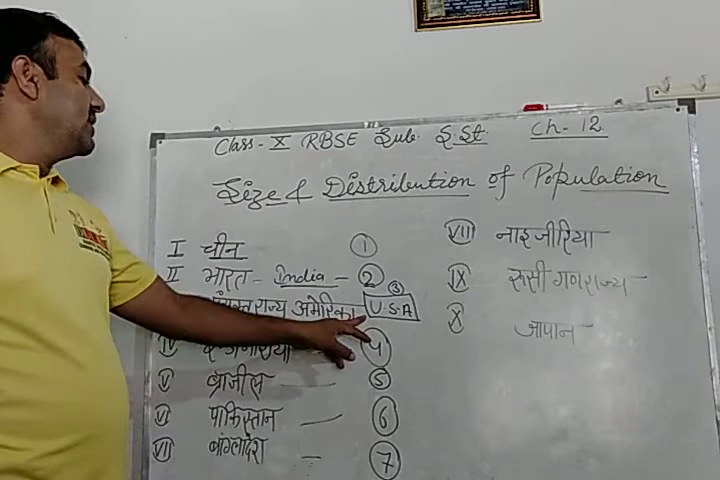 Class - X RBSE Sub. S.St. Ch- 12
Size & Distribution of Population
I चीन 1
II भारत - India - 2
राज्य अमेरिका U.S.A 3
IV 4
V ब्राजील 5
VI पाकिस्तान 6
VII बांग्लादेश 7
VIII नाइजीरिया
IX रूसी गणराज्य
X जापान